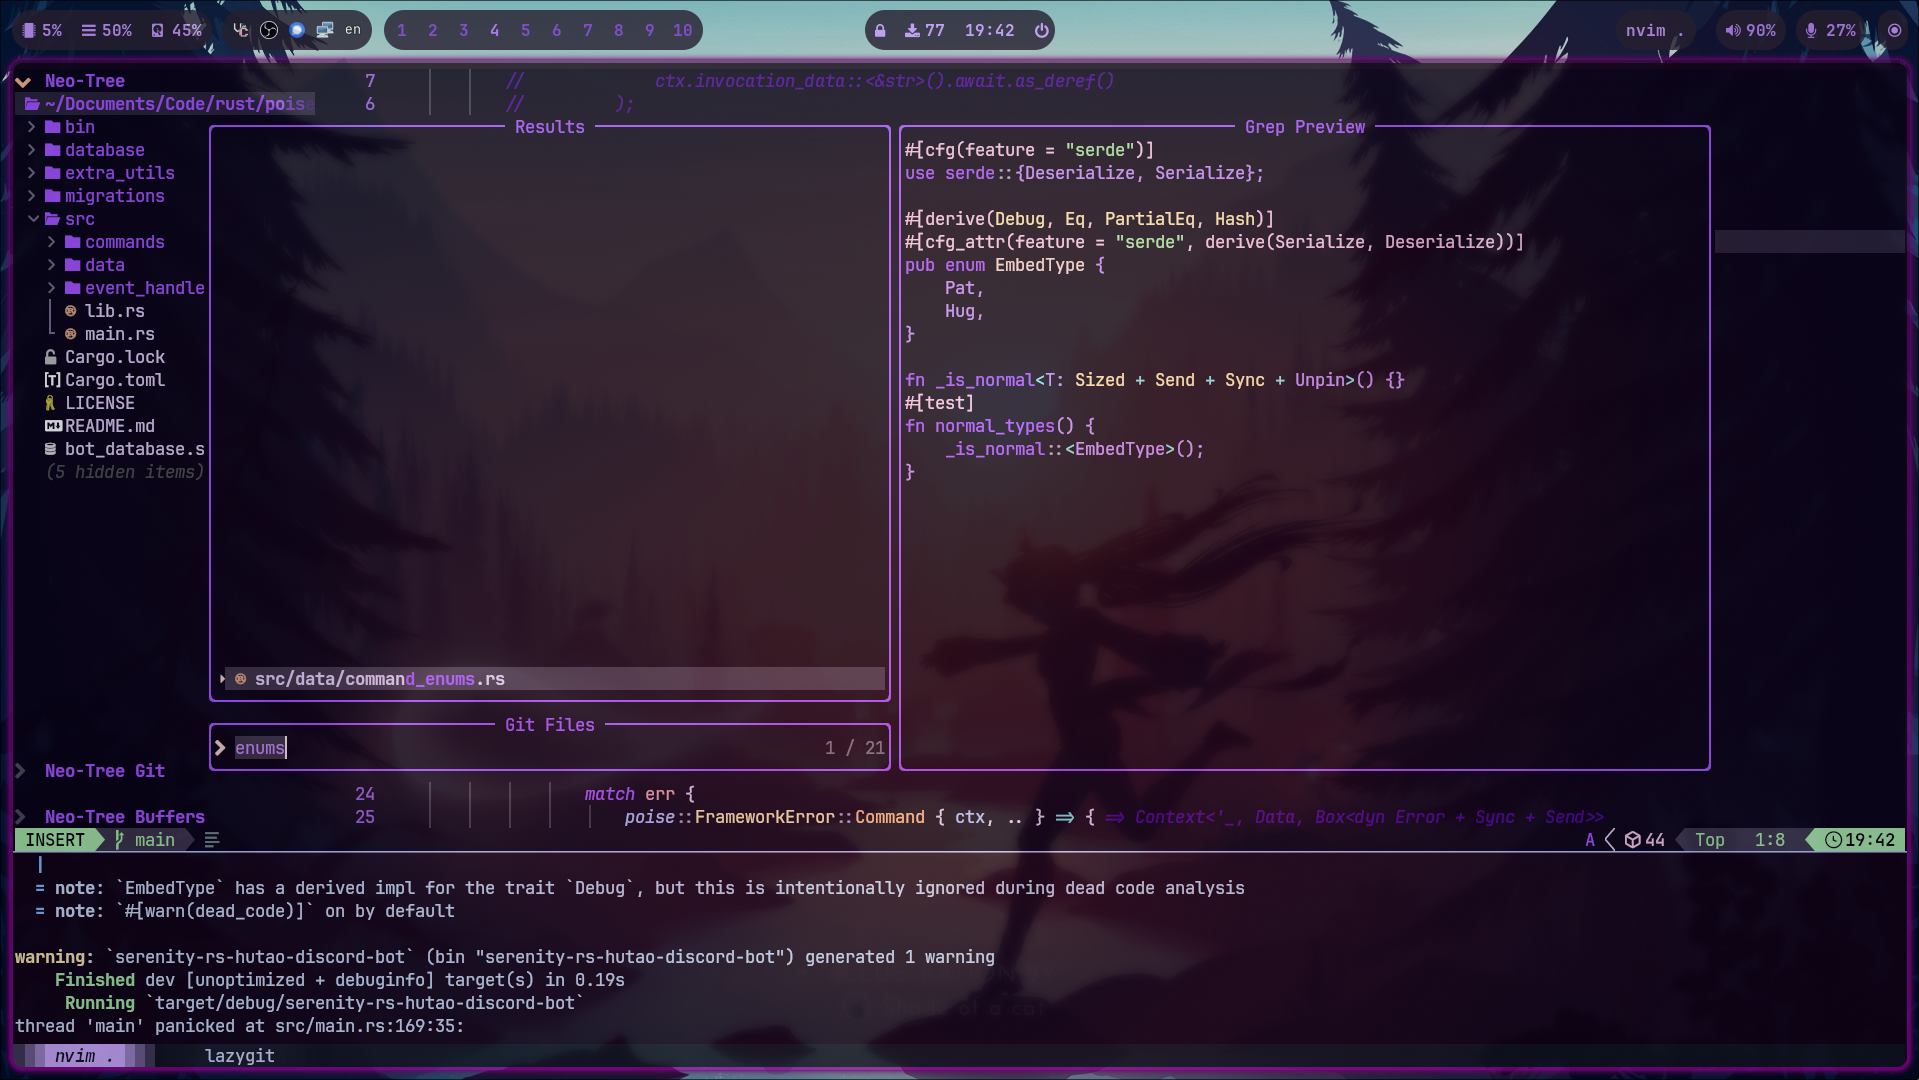 5% 50% 45% en 1 2 3 4 5 6 7 8 9 10 77 19:42 nvim . 90% 27%
Neo-Tree 7 // ctx.invocation_data::<&str>().await.as_deref()
~/Documents/Code/rust/poise 6 // );
bin
database
extra_utils
migrations
src
commands
data
event_handle
lib.rs
main.rs
Cargo.lock
[T] Cargo.toml
LICENSE
README.md
bot_database.s
(5 hidden items)
Results
src/data/command_enums.rs
Git Files
enums 1 / 21
Grep Preview
#[cfg(feature = "serde")]
use serde::{Deserialize, Serialize};
#[derive(Debug, Eq, PartialEq, Hash)]
#[cfg_attr(feature = "serde", derive(Serialize, Deserialize))]
pub enum EmbedType {
Pat,
Hug,
}
fn _is_normal<T: Sized + Send + Sync + Unpin>() {}
#[test]
fn normal_types() {
_is_normal::<EmbedType>();
}
Neo-Tree Git
24 match err {
Neo-Tree Buffers 25 poise::FrameworkError::Command { ctx, .. } => { => Context<'_, Data, Box<dyn Error + Sync + Send>>
INSERT main A 44 Top 1:8 19:42
|
= note: `EmbedType` has a derived impl for the trait `Debug`, but this is intentionally ignored during dead code analysis
= note: `#[warn(dead_code)]` on by default
warning: `serenity-rs-hutao-discord-bot` (bin "serenity-rs-hutao-discord-bot") generated 1 warning
Finished dev [unoptimized + debuginfo] target(s) in 0.19s
Running `target/debug/serenity-rs-hutao-discord-bot`
thread 'main' panicked at src/main.rs:169:35:
nvim . lazygit